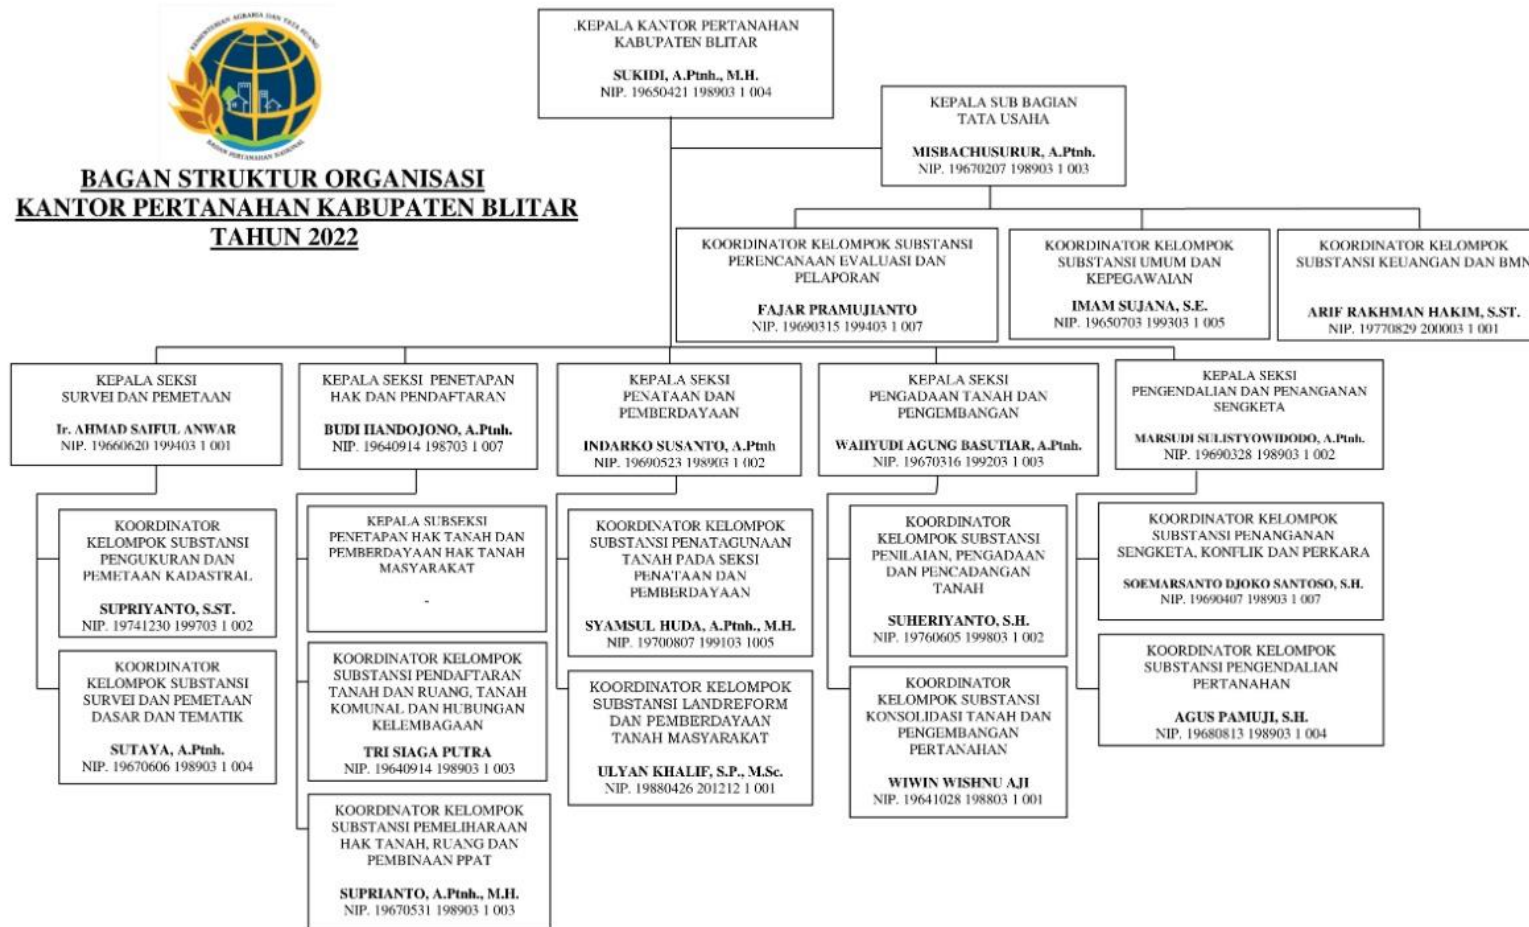 KEMENTERIAN AGRARIA DAN TATA RUANG
BADAN PERTANAHAN NASIONAL
BAGAN STRUKTUR ORGANISASI
KANTOR PERTANAHAN KABUPATEN BLITAR
TAHUN 2022
.KEPALA KANTOR PERTANAHAN
KABUPATEN BLITAR
SUKIDI, A.Ptnh., M.H.
NIP. 19650421 198903 1 004
KEPALA SUB BAGIAN
TATA USAHA
MISBACHUSURUR, A.Ptnh.
NIP. 19670207 198903 1 003
KOORDINATOR KELOMPOK SUBSTANSI
PERENCANAAN EVALUASI DAN
PELAPORAN
FAJAR PRAMUJIANTO
NIP. 19690315 199403 1 007
KOORDINATOR KELOMPOK
SUBSTANSI UMUM DAN
KEPEGAWAIAN
IMAM SUJANA, S.E.
NIP. 19650703 199303 1 005
KOORDINATOR KELOMPOK
SUBSTANSI KEUANGAN DAN BMN
ARIF RAKHMAN HAKIM, S.ST.
NIP. 19770829 200003 1 001
KEPALA SEKSI
SURVEI DAN PEMETAAN
Ir. AHMAD SAIFUL ANWAR
NIP. 19660620 199403 1 001
KEPALA SEKSI PENETAPAN
HAK DAN PENDAFTARAN
BUDI HANDOJONO, A.Ptnh.
NIP. 19640914 198703 1 007
KEPALA SEKSI
PENATAAN DAN
PEMBERDAYAAN
INDARKO SUSANTO, A.Ptnh
NIP. 19690523 198903 1 002
KEPALA SEKSI
PENGADAAN TANAH DAN
PENGEMBANGAN
WAHYUDI AGUNG BASUTIAR, A.Ptnh.
NIP. 19670316 199203 1 003
KEPALA SEKSI
PENGENDALIAN DAN PENANGANAN
SENGKETA
MARSUDI SULISTYOWIDODO, A.Ptnh.
NIP. 19690328 198903 1 002
KOORDINATOR
KELOMPOK SUBSTANSI
PENGUKURAN DAN
PEMETAAN KADASTRAL
SUPRIYANTO, S.ST.
NIP. 19741230 199703 1 002
KOORDINATOR
KELOMPOK SUBSTANSI
SURVEI DAN PEMETAAN
DASAR DAN TEMATIK
SUTAYA, A.Ptnh.
NIP. 19670606 198903 1 004
KEPALA SUBSEKSI
PENETAPAN HAK TANAH DAN
PEMBERDAYAAN HAK TANAH
MASYARAKAT
-
KOORDINATOR KELOMPOK
SUBSTANSI PENDAFTARAN
TANAH DAN RUANG, TANAH
KOMUNAL DAN HUBUNGAN
KELEMBAGAAN
TRI SIAGA PUTRA
NIP. 19640914 198903 1 003
KOORDINATOR KELOMPOK
SUBSTANSI PEMELIHARAAN
HAK TANAH, RUANG DAN
PEMBINAAN PPAT
SUPRIANTO, A.Ptnh., M.H.
NIP. 19670531 198903 1 003
KOORDINATOR KELOMPOK
SUBSTANSI PENATAGUNAAN
TANAH PADA SEKSI
PENATAAN DAN
PEMBERDAYAAN
SYAMSUL HUDA, A.Ptnh., M.H.
NIP. 19700807 199103 1005
KOORDINATOR KELOMPOK
SUBSTANSI LANDREFORM
DAN PEMBERDAYAAN
TANAH MASYARAKAT
ULYAN KHALIF, S.P., M.Sc.
NIP. 19880426 201212 1 001
KOORDINATOR
KELOMPOK SUBSTANSI
PENILAIAN, PENGADAAN
DAN PENCADANGAN
TANAH
SUHERIYANTO, S.H.
NIP. 19760605 199803 1 002
KOORDINATOR
KELOMPOK SUBSTANSI
KONSOLIDASI TANAH DAN
PENGEMBANGAN
PERTANAHAN
WIWIN WISHNU AJI
NIP. 19641028 198803 1 001
KOORDINATOR KELOMPOK
SUBSTANSI PENANGANAN
SENGKETA, KONFLIK DAN PERKARA
SOEMARSANTO DJOKO SANTOSO, S.H.
NIP. 19690407 198903 1 007
KOORDINATOR KELOMPOK
SUBSTANSI PENGENDALIAN
PERTANAHAN
AGUS PAMUJI, S.H.
NIP. 19680813 198903 1 004